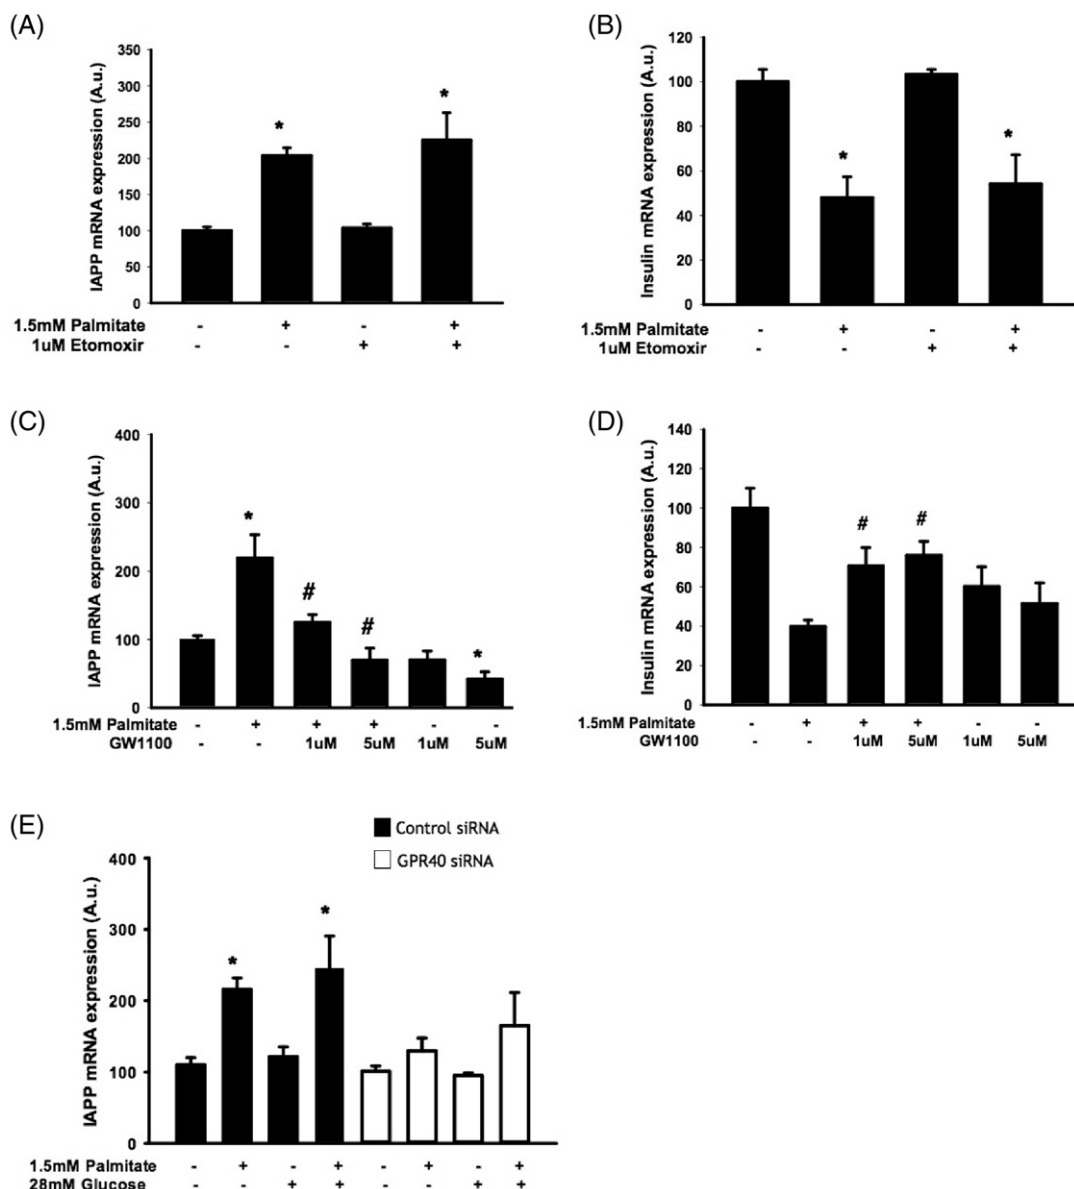 (A)
IAPP mRNA expression (A.u.)
350
300
250
200
150
100
50
0
* *
1.5mM Palmitate - + - +
1uM Etomoxir - - + +
(B)
Insulin mRNA expression (A.u.)
120
100
80
60
40
20
0
* *
1.5mM Palmitate - + - +
1uM Etomoxir - - + +
(C)
IAPP mRNA expression (A.u.)
400
300
200
100
0
* # # *
1.5mM Palmitate - + + + - -
GW1100 - - 1uM 5uM 1uM 5uM
(D)
Insulin mRNA expression (A.u.)
140
120
100
80
60
40
20
0
# #
1.5mM Palmitate - + + + - -
GW1100 - - 1uM 5uM 1uM 5uM
(E)
Control siRNA
GPR40 siRNA
IAPP mRNA expression (A.u.)
400
300
200
100
0
* *
1.5mM Palmitate - + - + - + - +
28mM Glucose - - + + - - + +